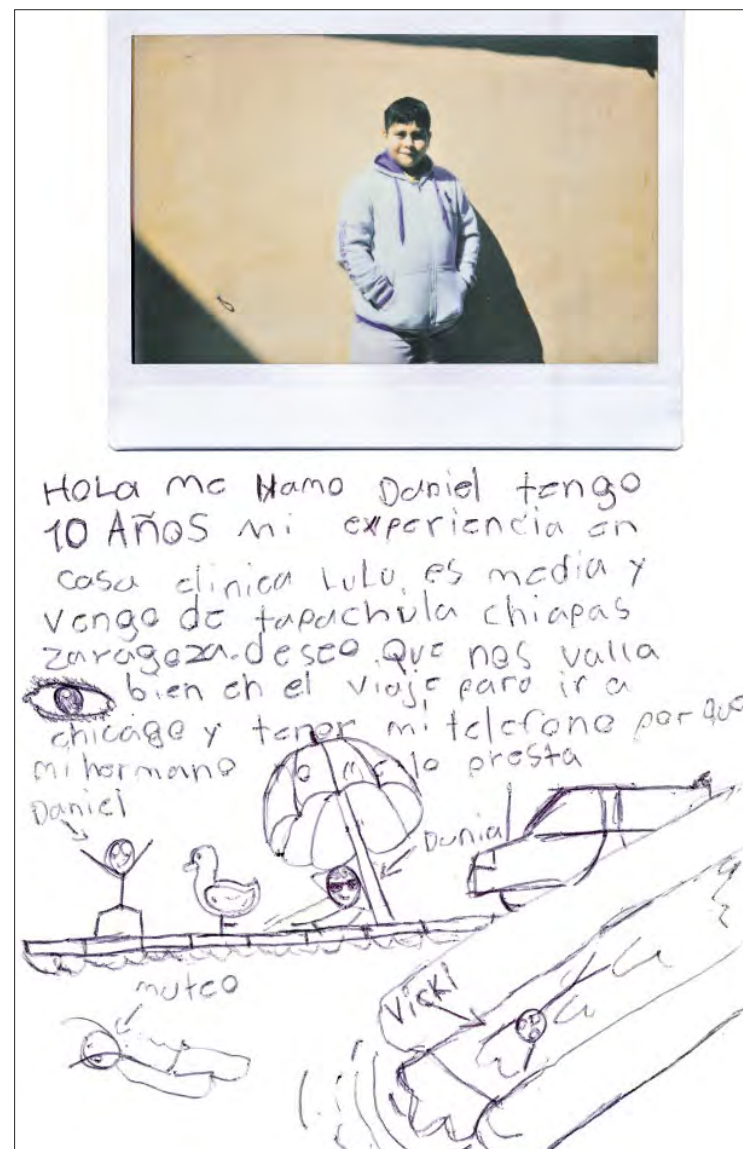 Hola me llamo Daniel tengo
10 AÑOS mi experiencia en
casa clinica Lulu, es media y
vengo de tapachula chiapas
zaragoza. deseo que nos valla
bien en el viaje para ir a
chicago y tener mi telefono por que
mi hermano no me lo presta
Daniel
Danial
mateo
Vicki